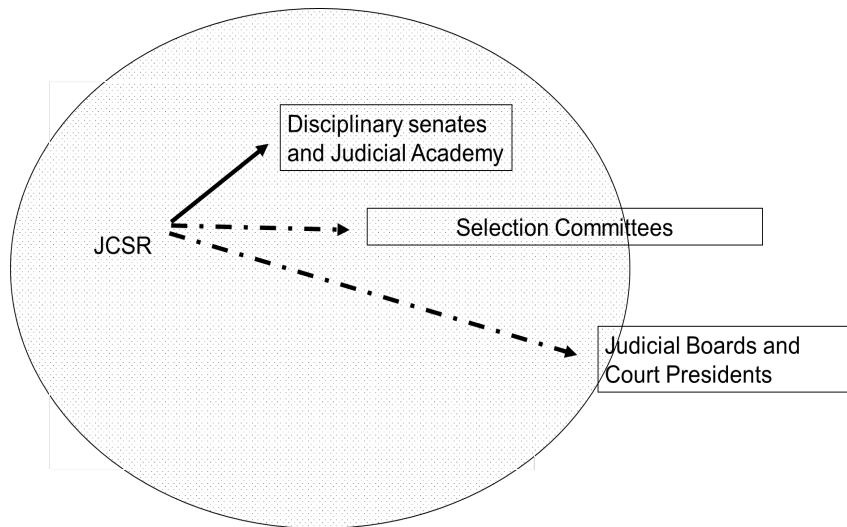 Disciplinary senates
and Judicial Academy
Selection Committees
JCSR
Judicial Boards and
Court Presidents